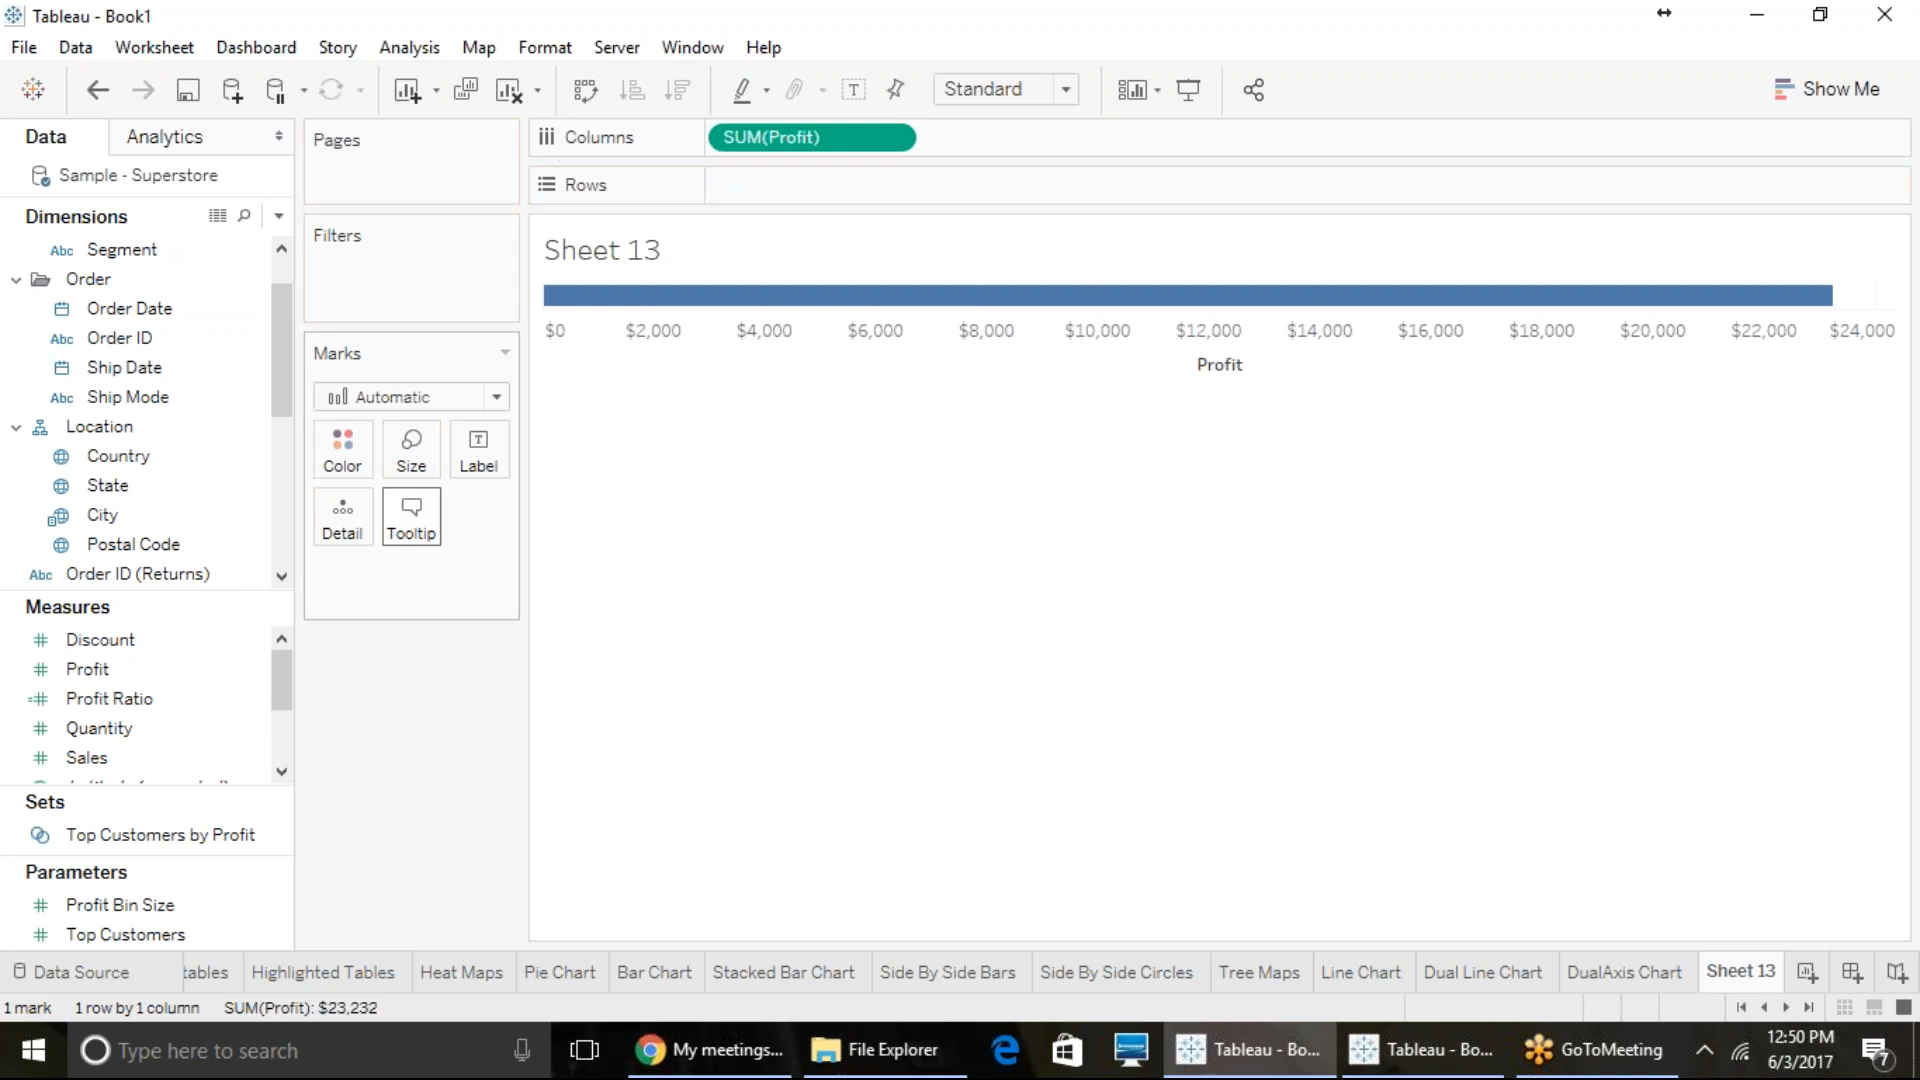 Tableau - Book1
File Data Worksheet Dashboard Story Analysis Map Format Server Window Help
Standard
Show Me
Data
Analytics
Sample - Superstore
Dimensions
Abc Segment
Order
Order Date
Abc Order ID
Ship Date
Abc Ship Mode
Location
Country
State
City
Postal Code
Abc Order ID (Returns)
Measures
# Discount
# Profit
=# Profit Ratio
# Quantity
# Sales
Sets
Top Customers by Profit
Parameters
# Profit Bin Size
# Top Customers
Pages
Filters
Marks
Automatic
Color Size Label
Detail Tooltip
Columns SUM(Profit)
Rows
Sheet 13
$0 $2,000 $4,000 $6,000 $8,000 $10,000 $12,000 $14,000 $16,000 $18,000 $20,000 $22,000 $24,000
Profit
Data Source tables Highlighted Tables Heat Maps Pie Chart Bar Chart Stacked Bar Chart Side By Side Bars Side By Side Circles Tree Maps Line Chart Dual Line Chart DualAxis Chart Sheet 13
1 mark 1 row by 1 column SUM(Profit): $23,232
Type here to search
My meetings...
File Explorer
Tableau - Bo...
Tableau - Bo...
GoToMeeting
12:50 PM
6/3/2017
7